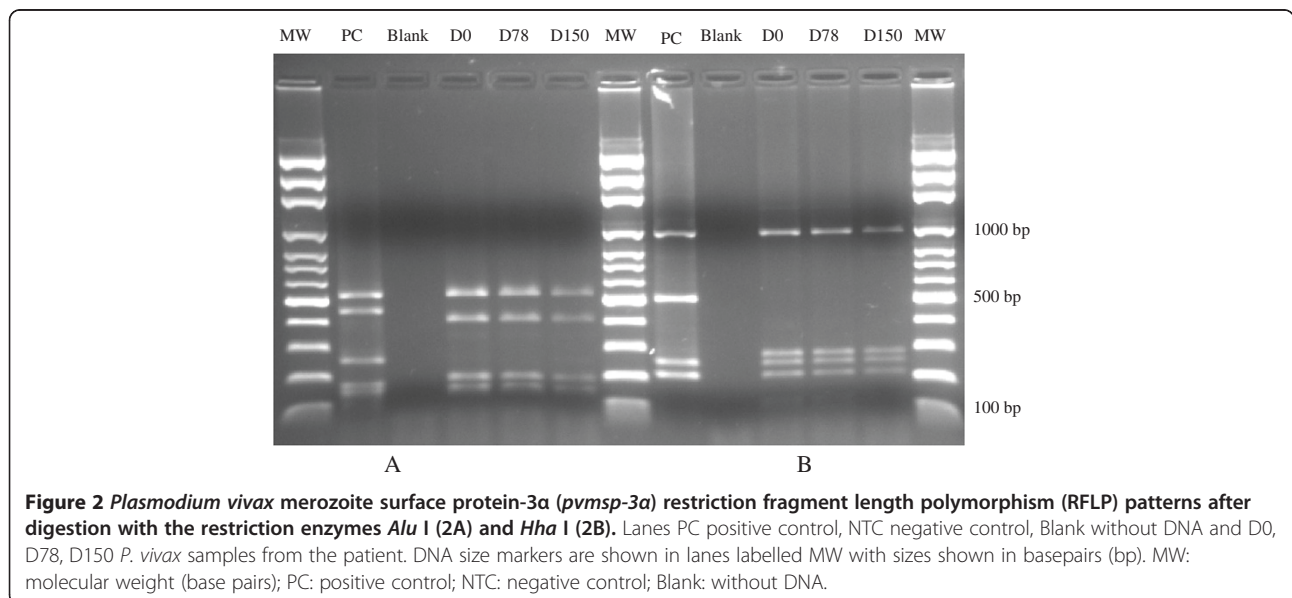 MW PC Blank D0 D78 D150 MW PC Blank D0 D78 D150 MW
1000 bp
500 bp
100 bp
A B
Figure 2 Plasmodium vivax merozoite surface protein-3α (pvmsp-3α) restriction fragment length polymorphism (RFLP) patterns after
digestion with the restriction enzymes Alu I (2A) and Hha I (2B). Lanes PC positive control, NTC negative control, Blank without DNA and D0,
D78, D150 P. vivax samples from the patient. DNA size markers are shown in lanes labelled MW with sizes shown in basepairs (bp). MW:
molecular weight (base pairs); PC: positive control; NTC: negative control; Blank: without DNA.